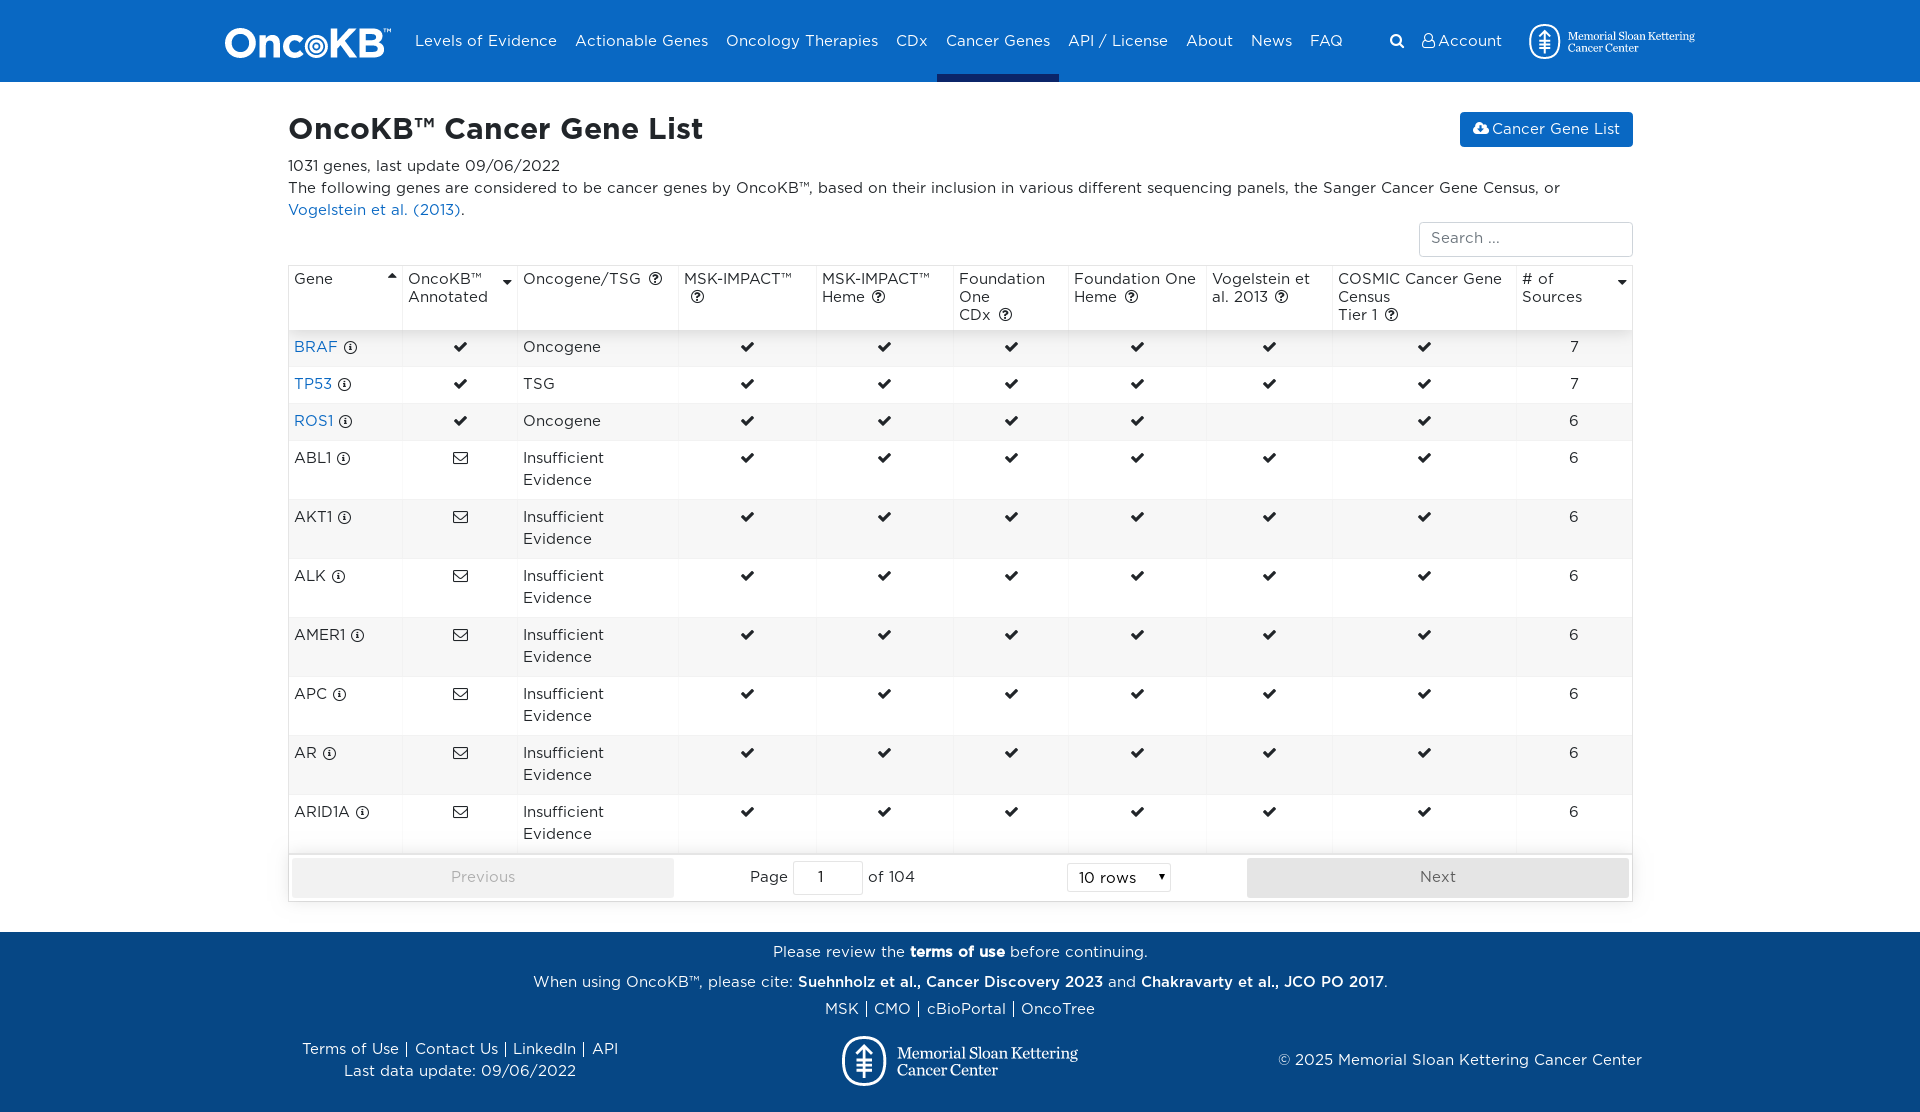 OncoKB™ Levels of Evidence Actionable Genes Oncology Therapies CDx Cancer Genes API / License About News FAQ Account Memorial Sloan Kettering
Cancer Center
OncoKB™ Cancer Gene List
Cancer Gene List
1031 genes, last update 09/06/2022
The following genes are considered to be cancer genes by OncoKB™, based on their inclusion in various different sequencing panels, the Sanger Cancer Gene Census, or
Vogelstein et al. (2013).
Search ...
Gene OncoKB™ Oncogene/TSG MSK-IMPACT™ MSK-IMPACT™ Foundation Foundation One Vogelstein et COSMIC Cancer Gene # of
Annotated Heme One Heme al. 2013 Census Sources
CDx Tier 1
BRAF ✔ Oncogene ✔ ✔ ✔ ✔ ✔ ✔ 7
TP53 ✔ TSG ✔ ✔ ✔ ✔ ✔ ✔ 7
ROS1 ✔ Oncogene ✔ ✔ ✔ ✔ ✔ 6
ABL1 Insufficient ✔ ✔ ✔ ✔ ✔ ✔ 6
Evidence
AKT1 Insufficient ✔ ✔ ✔ ✔ ✔ ✔ 6
Evidence
ALK Insufficient ✔ ✔ ✔ ✔ ✔ ✔ 6
Evidence
AMER1 Insufficient ✔ ✔ ✔ ✔ ✔ ✔ 6
Evidence
APC Insufficient ✔ ✔ ✔ ✔ ✔ ✔ 6
Evidence
AR Insufficient ✔ ✔ ✔ ✔ ✔ ✔ 6
Evidence
ARID1A Insufficient ✔ ✔ ✔ ✔ ✔ ✔ 6
Evidence
Previous Page 1 of 104 10 rows Next
Please review the terms of use before continuing.
When using OncoKB™, please cite: Suehnholz et al., Cancer Discovery 2023 and Chakravarty et al., JCO PO 2017.
MSK | CMO | cBioPortal | OncoTree
Terms of Use | Contact Us | LinkedIn | API
Last data update: 09/06/2022
Memorial Sloan Kettering
Cancer Center
© 2025 Memorial Sloan Kettering Cancer Center